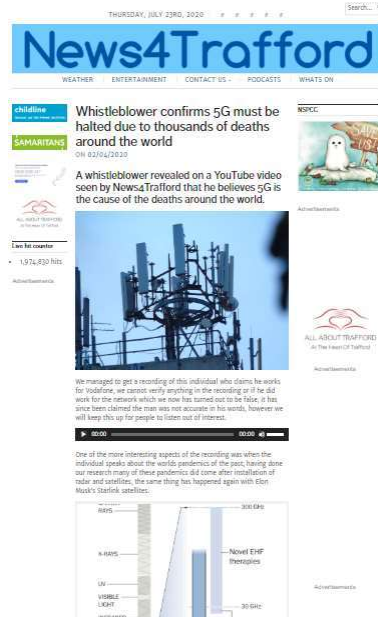 THURSDAY, JULY 23RD, 2020
Search...
News4Trafford
WEATHER ENTERTAINMENT CONTACT US PODCASTS WHATS ON
childline
SAMARITANS
ALL ABOUT TRAFFORD
In The Heart Of Trafford
Live hit counter
1,974,830 hits
Advertisements
Whistleblower confirms 5G must be
halted due to thousands of deaths
around the world
ON 02/04/2020
A whistleblower revealed on a YouTube video
seen by News4Trafford that he believes 5G is
the cause of the deaths around the world.
We managed to get a recording of this individual who claims he works
for Vodafone, we cannot verify anything in the recording or if he did
work for the network which we now has turned out to be false, it has
since been claimed the man was not accurate in his words, however we
will keep this up for people to listen out of interest.
00:00 00:00
One of the more interesting aspects of the recording was when the
individual speaks about the worlds pandemics of the past, having done
our research many of these pandemics did come after installation of
radar and satellites, the same thing has happened again with Elon
Musk's Starlink satellites.
RAYS
300 GHz
X-RAYS
Novel EHF
therapies
UV
VISIBLE
LIGHT
30 GHz
NSPCC
SAVE
US!
Advertisements
ALL ABOUT TRAFFORD
In The Heart Of Trafford
Advertisements
Advertisements